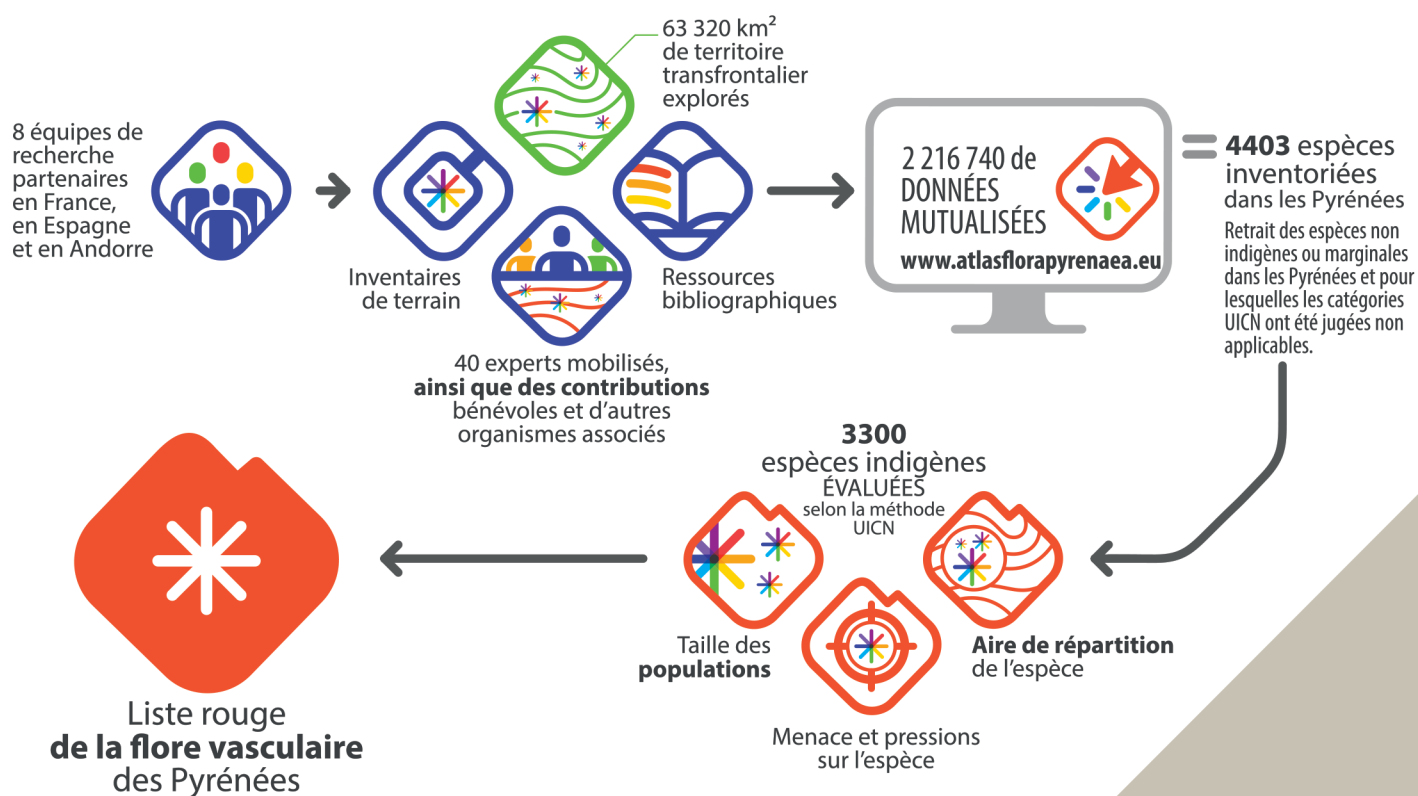 8 équipes de
recherche
partenaires
en France,
en Espagne
et en Andorre
63 320 km²
de territoire
transfrontalier
explorés
Inventaires
de terrain
40 experts mobilisés,
ainsi que des contributions
bénévoles et d'autres
organismes associés
Ressources
bibliographiques
2 216 740 de
DONNÉES
MUTUALISÉES
www.atlasflorapyrenaea.eu
=
4403 espèces
inventoriées
dans les Pyrénées
Retrait des espèces non
indigènes ou marginales
dans les Pyrénées et pour
lesquelles les catégories
UICN ont été jugées non
applicables.
3300
espèces indigènes
ÉVALUÉES
selon la méthode
UICN
Aire de répartition
de l'espèce
Menace et pressions
sur l'espèce
Taille des
populations
Liste rouge
de la flore vasculaire
des Pyrénées